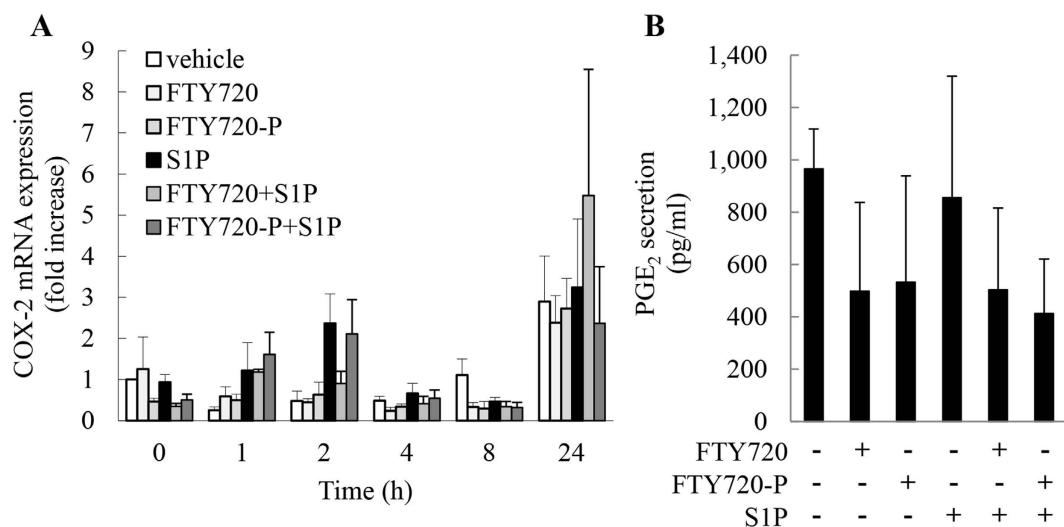 A
COX-2 mRNA expression
(fold increase)
9
8
7
6
5
4
3
2
1
0
vehicle
FTY720
FTY720-P
S1P
FTY720+S1P
FTY720-P+S1P
0 1 2 4 8 24
Time (h)
B
PGE2 secretion
(pg/ml)
1,400
1,200
1,000
800
600
400
200
0
FTY720 - + - - + -
FTY720-P - - + - - +
S1P - - - + + +